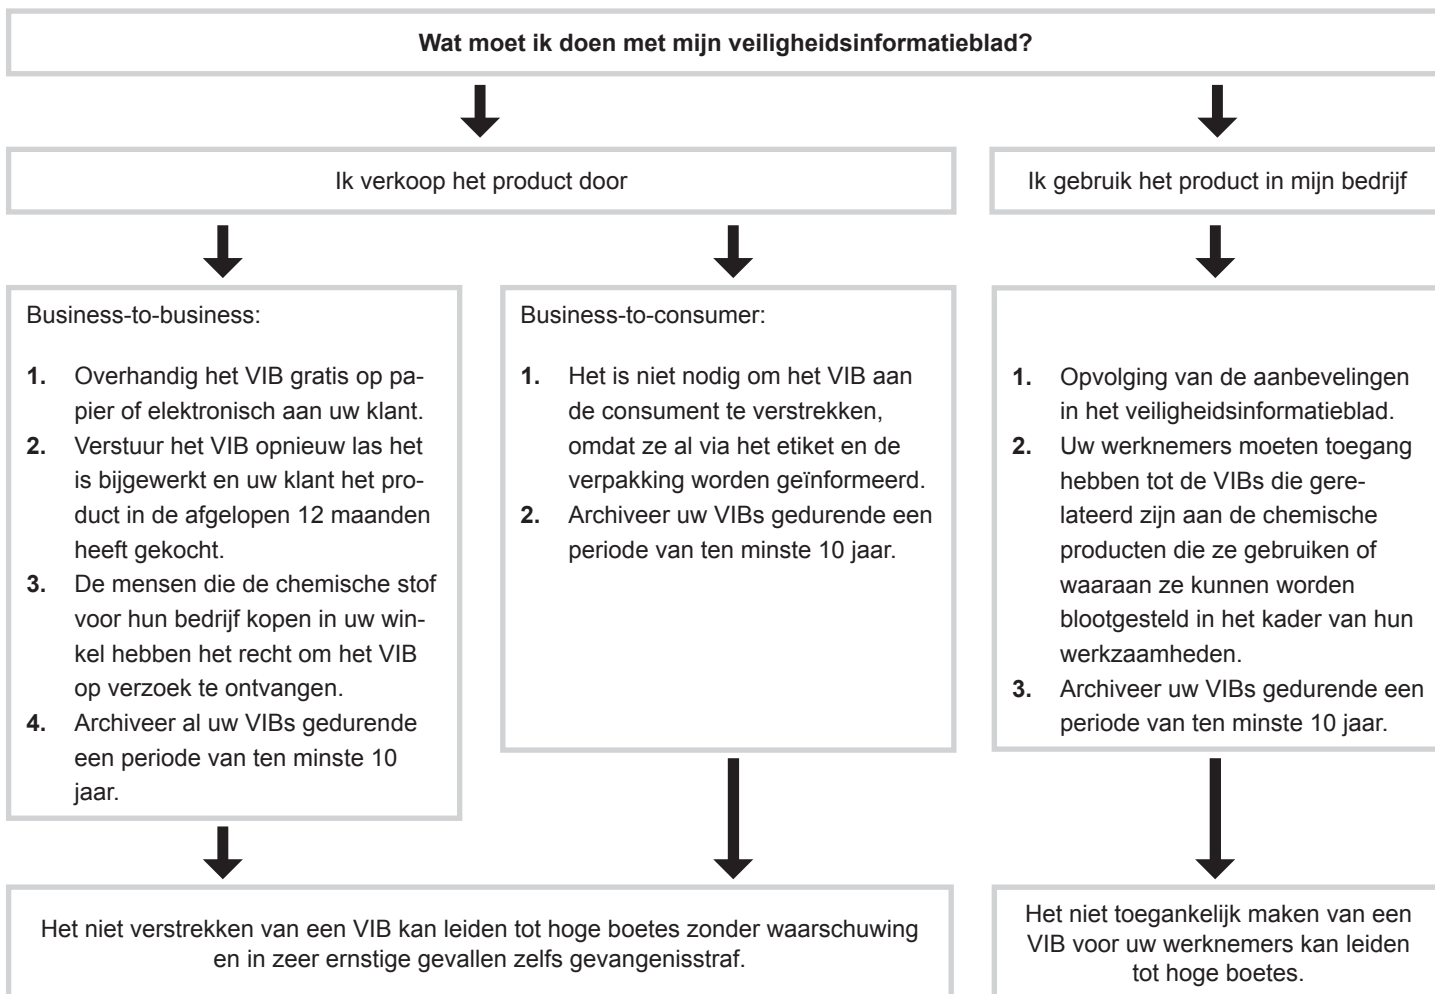 Wat moet ik doen met mijn veiligheidsinformatieblad?
Ik verkoop het product door
Ik gebruik het product in mijn bedrijf
Business-to-business:
1. Overhandig het VIB gratis op pa-
pier of elektronisch aan uw klant.
2. Verstuur het VIB opnieuw las het
is bijgewerkt en uw klant het pro-
duct in de afgelopen 12 maanden
heeft gekocht.
3. De mensen die de chemische stof
voor hun bedrijf kopen in uw win-
kel hebben het recht om het VIB
op verzoek te ontvangen.
4. Archiveer al uw VIBs gedurende
een periode van ten minste 10
jaar.
Business-to-consumer:
1. Het is niet nodig om het VIB aan
de consument te verstrekken,
omdat ze al via het etiket en de
verpakking worden geïnformeerd.
2. Archiveer uw VIBs gedurende een
periode van ten minste 10 jaar.
1. Opvolging van de aanbevelingen
in het veiligheidsinformatieblad.
2. Uw werknemers moeten toegang
hebben tot de VIBs die gere-
lateerd zijn aan de chemische
producten die ze gebruiken of
waaraan ze kunnen worden
blootgesteld in het kader van hun
werkzaamheden.
3. Archiveer uw VIBs gedurende een
periode van ten minste 10 jaar.
Het niet verstrekken van een VIB kan leiden tot hoge boetes zonder waarschuwing
en in zeer ernstige gevallen zelfs gevangenisstraf.
Het niet toegankelijk maken van een
VIB voor uw werknemers kan leiden
tot hoge boetes.